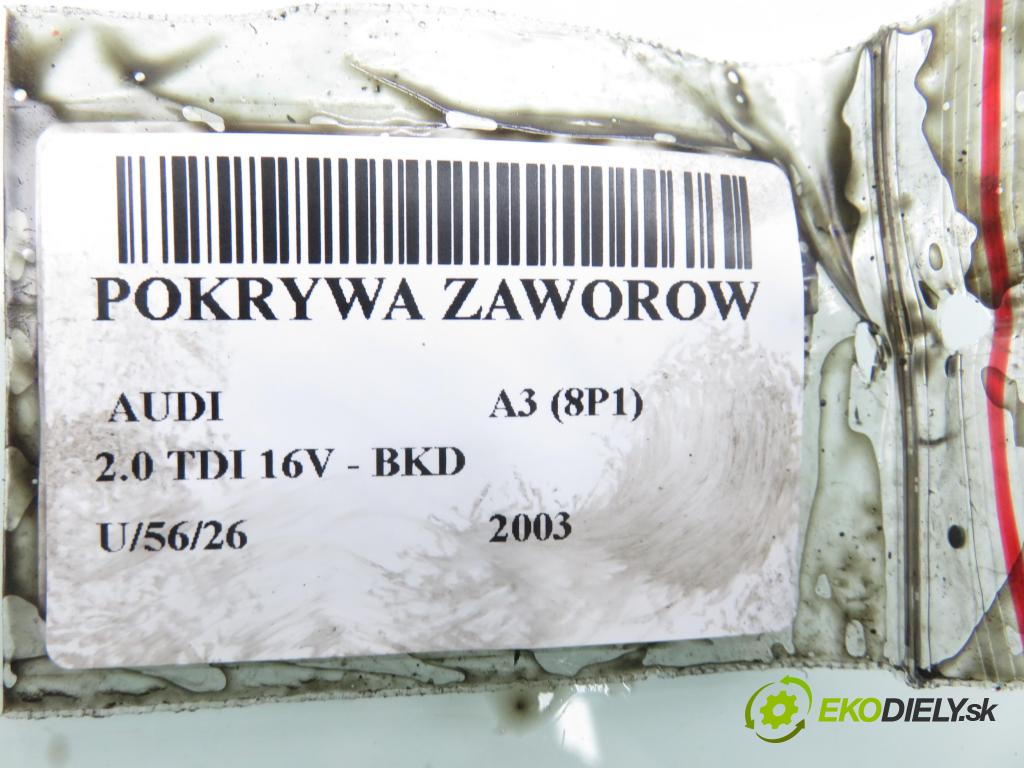 POKRYWA ZAWOROW
AUDI A3 (8P1)
2.0 TDI 16V - BKD
U/56/26 2003
EKODIELY.sk